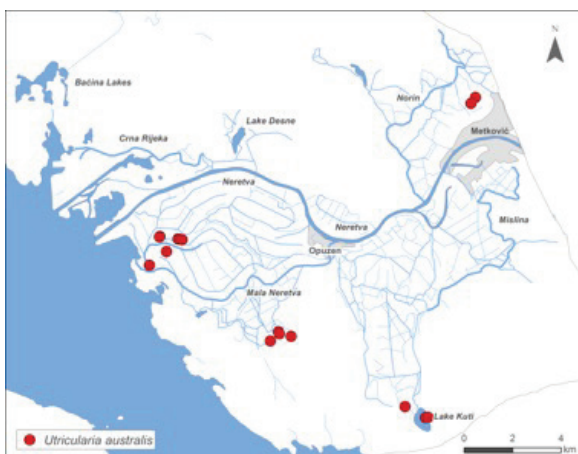 N
Baćina Lakes
Norin
Metković
Lake Desne
Crna Rijeka
Neretva
Mislina
Neretva
Opuzen
Mala Neretva
Lake Kuti
Utricularia australis
0 2 4
km